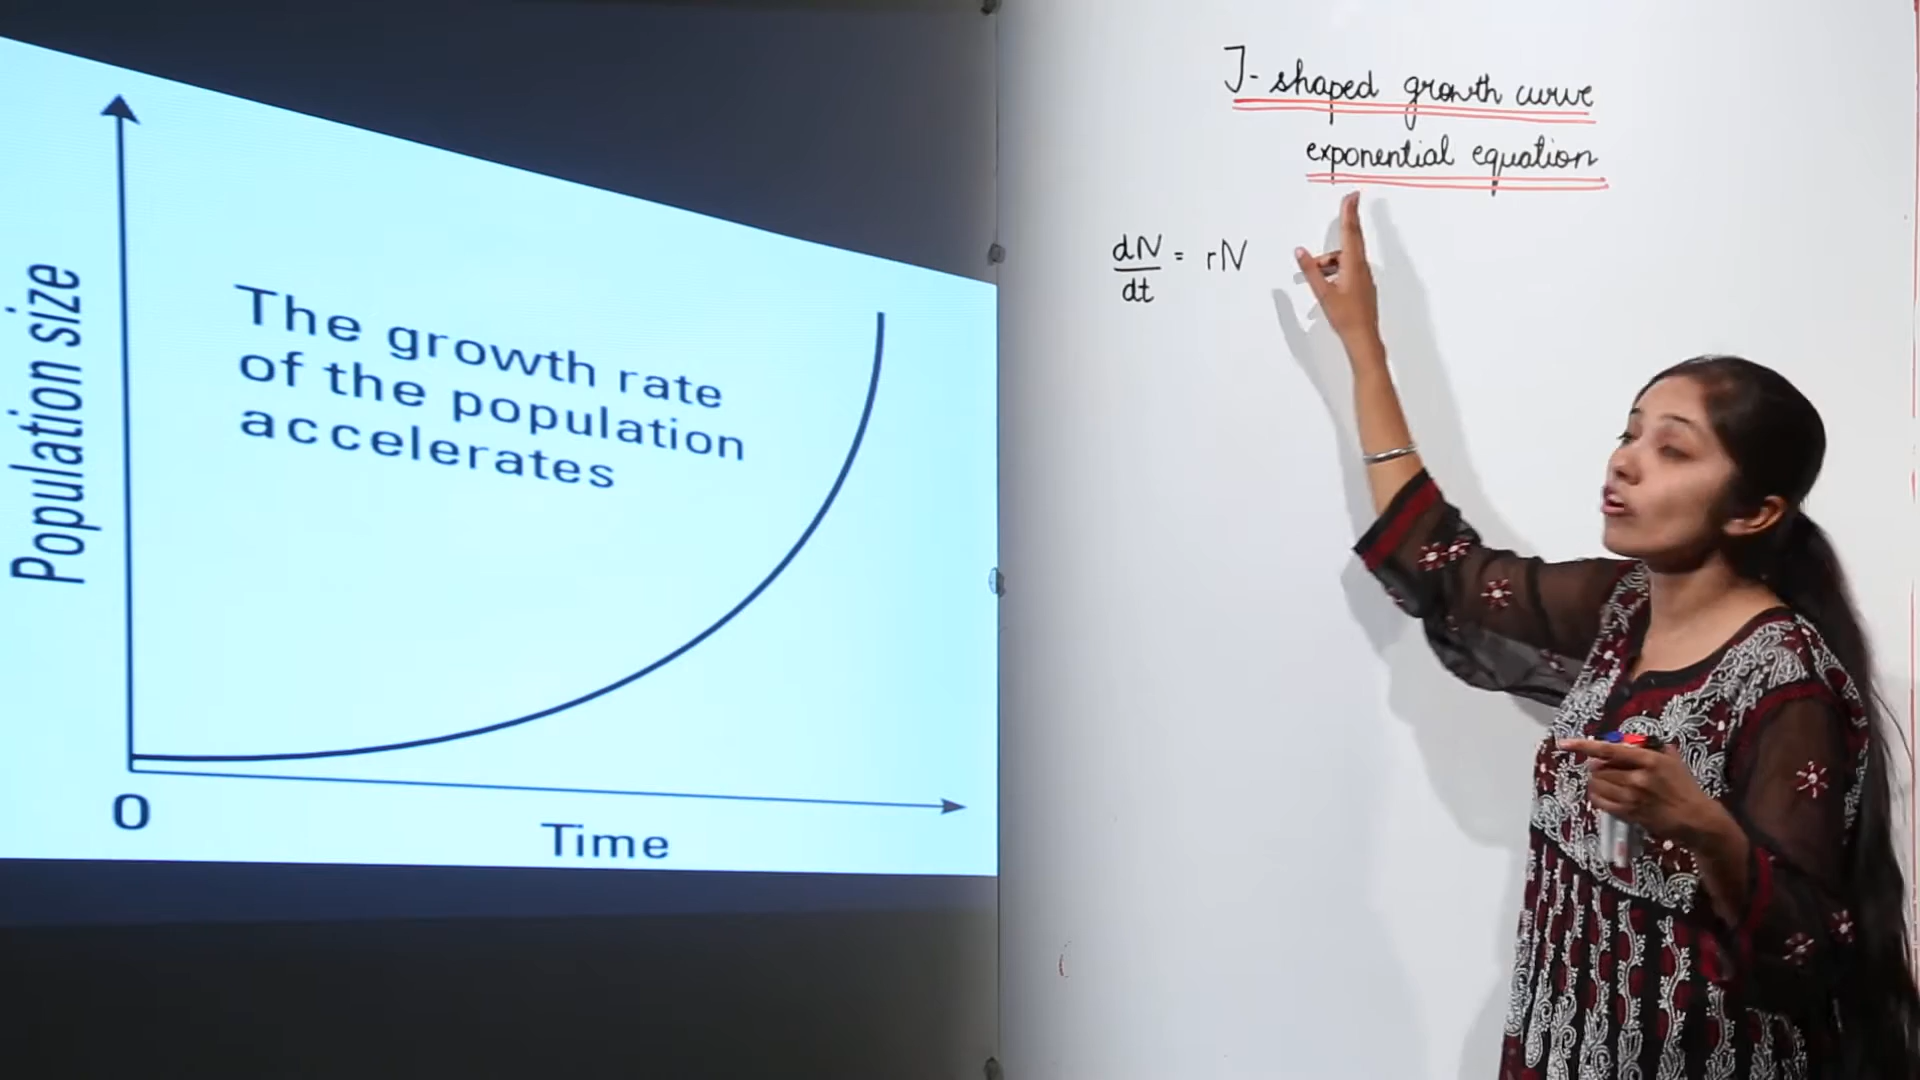 Population size
The growth rate
of the population
accelerates
0
Time
J- shaped growth curve
exponential equation
dN
dt
= rN